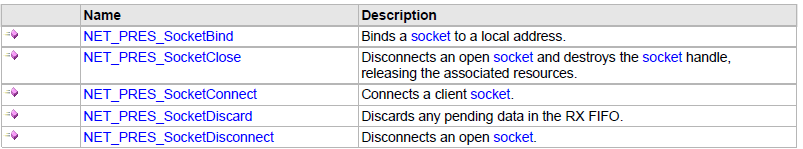 Name Description
NET_PRES_SocketBind Binds a socket to a local address.
NET_PRES_SocketClose Disconnects an open socket and destroys the socket handle,
releasing the associated resources.
NET_PRES_SocketConnect Connects a client socket.
NET_PRES_SocketDiscard Discards any pending data in the RX FIFO.
NET_PRES_SocketDisconnect Disconnects an open socket.